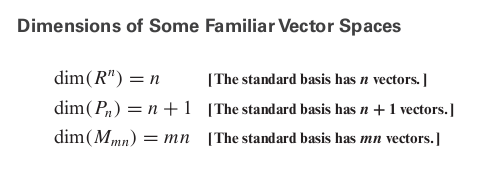 Dimensions of Some Familiar Vector Spaces
dim(Rⁿ) = n [The standard basis has n vectors.]
dim(Pₙ) = n + 1 [The standard basis has n + 1 vectors.]
dim(Mₘₙ) = mn [The standard basis has mn vectors.]